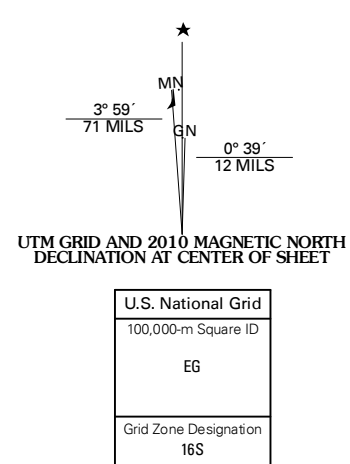 ★
MN
3° 59´
71 MILS
GN
0° 39´
12 MILS
UTM GRID AND 2010 MAGNETIC NORTH
DECLINATION AT CENTER OF SHEET
U.S. National Grid
100,000-m Square ID
EG
Grid Zone Designation
16S